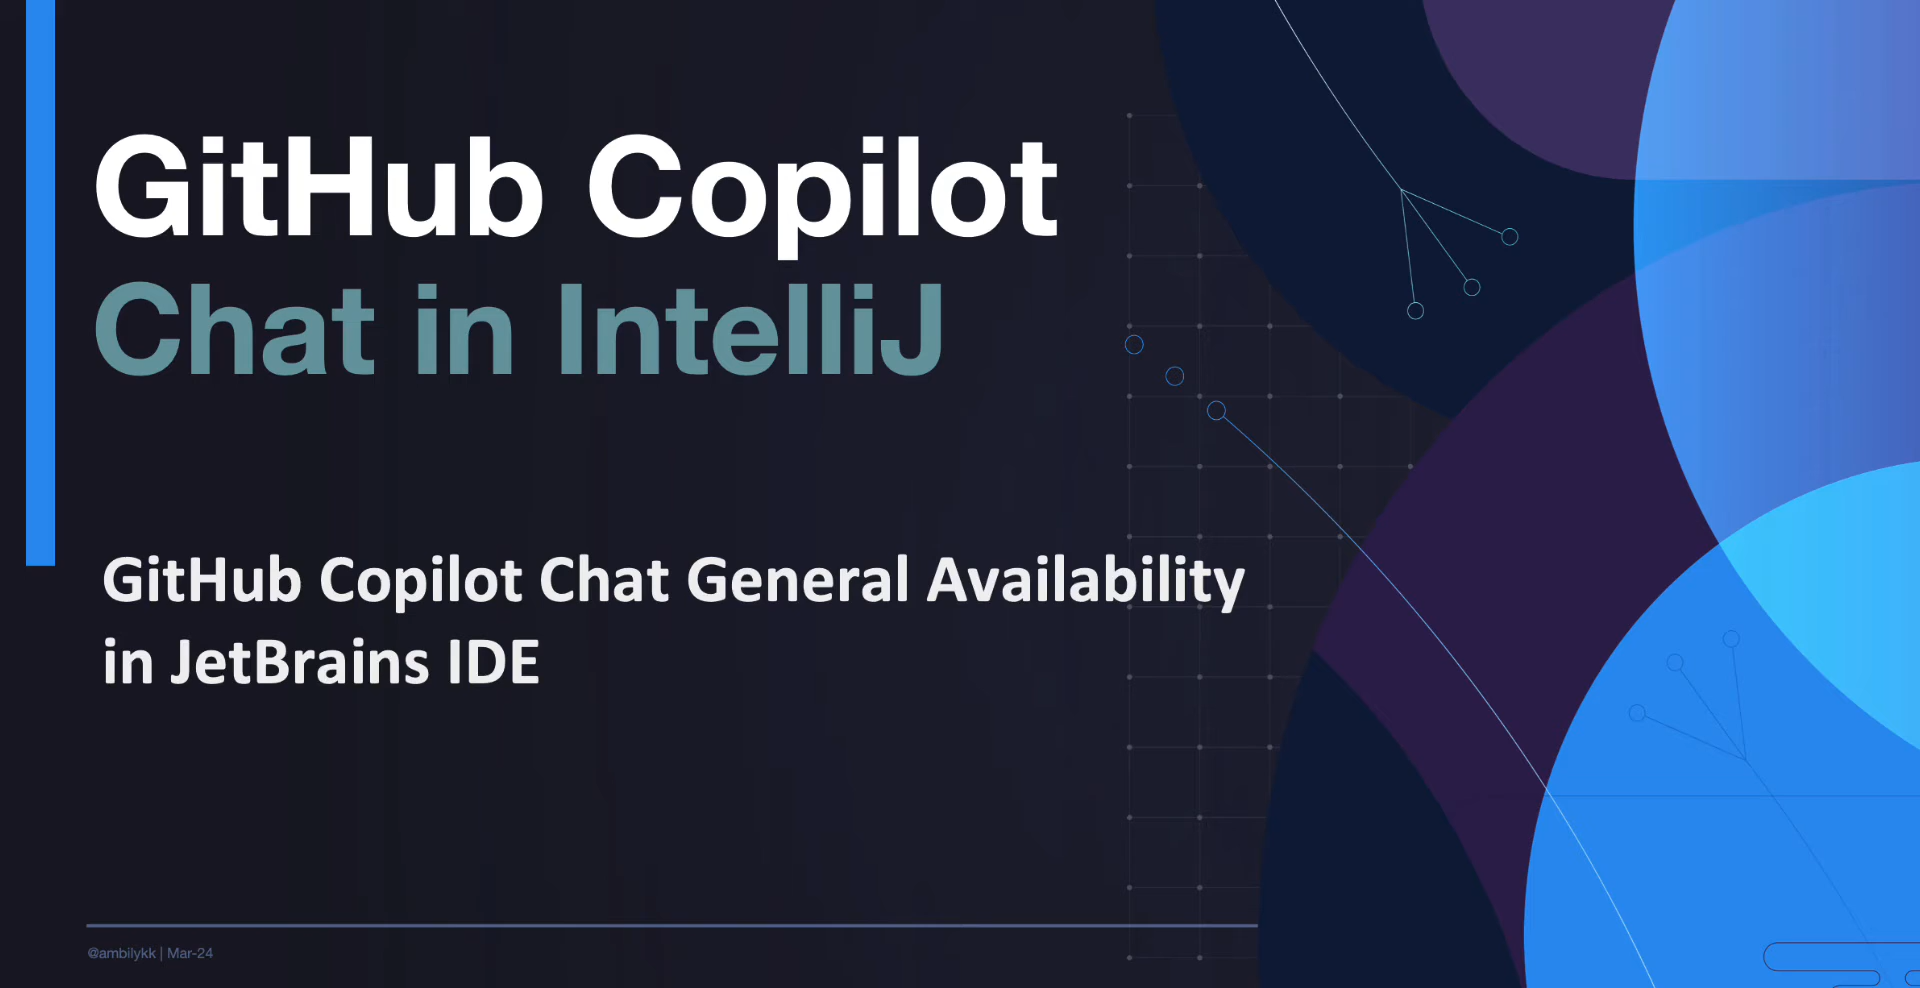 GitHub Copilot
Chat in IntelliJ
GitHub Copilot Chat General Availability
in JetBrains IDE
@ambilykk | Mar-24